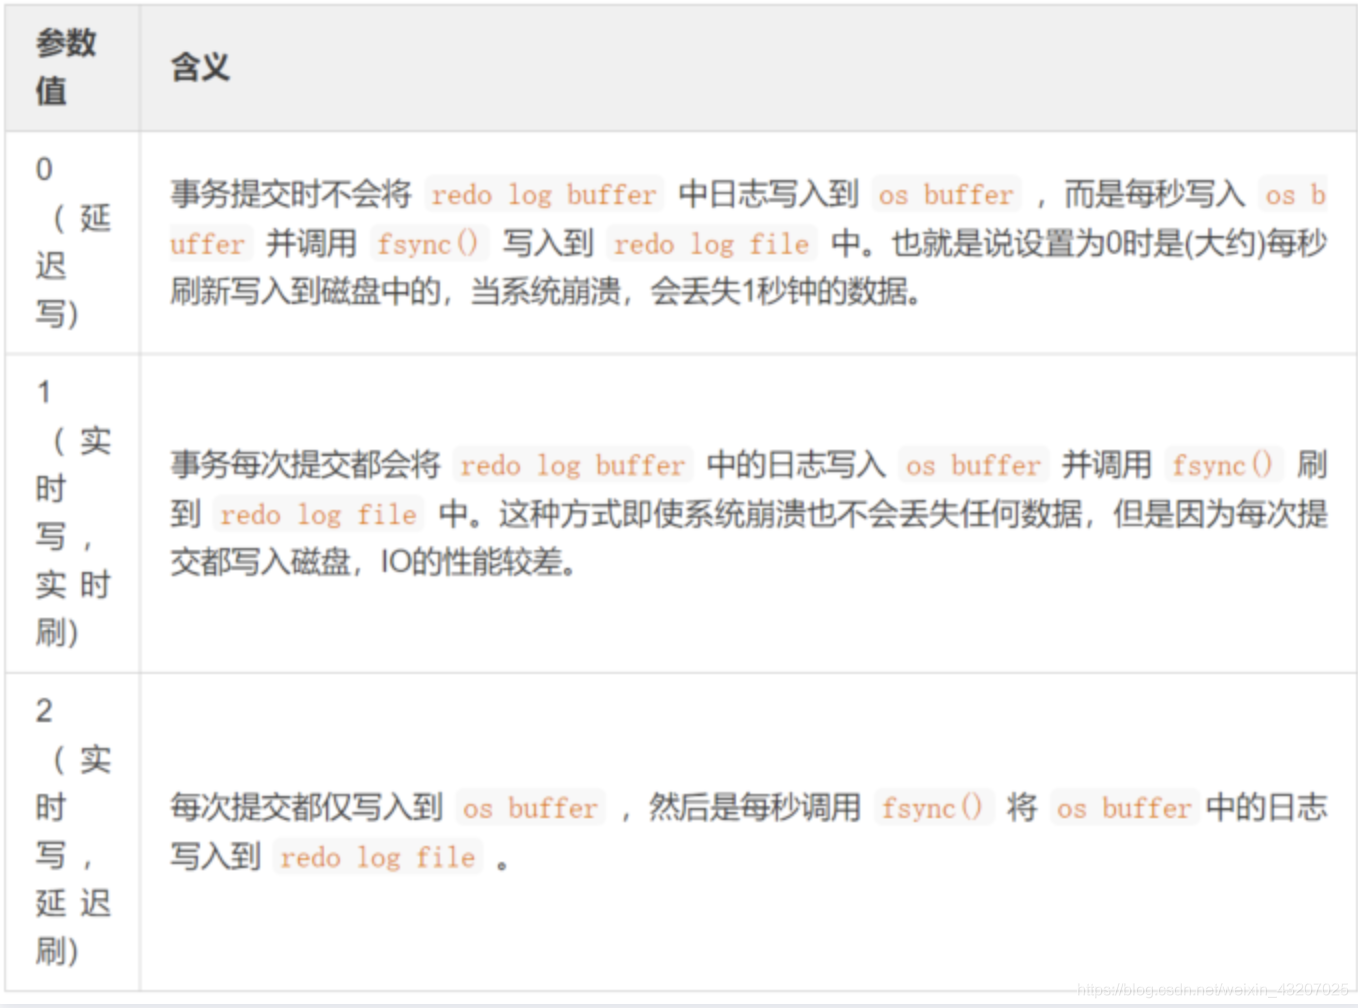 参数
值
含义
0
（延
迟
写)
事务提交时不会将 redo log buffer 中日志写入到 os buffer ，而是每秒写入 os b
uffer 并调用 fsync() 写入到 redo log file 中。也就是说设置为0时是(大约)每秒
刷新写入到磁盘中的，当系统崩溃，会丢失1秒钟的数据。
1
（实
时
写，
实时
刷)
事务每次提交都会将 redo log buffer 中的日志写入 os buffer 并调用 fsync() 刷
到 redo log file 中。这种方式即使系统崩溃也不会丢失任何数据，但是因为每次提
交都写入磁盘，IO的性能较差。
2
（实
时
写，
延迟
刷)
每次提交都仅写入到 os buffer ，然后是每秒调用 fsync() 将 os buffer 中的日志
写入到 redo log file 。
https://blog.csdn.net/weixin_43207025